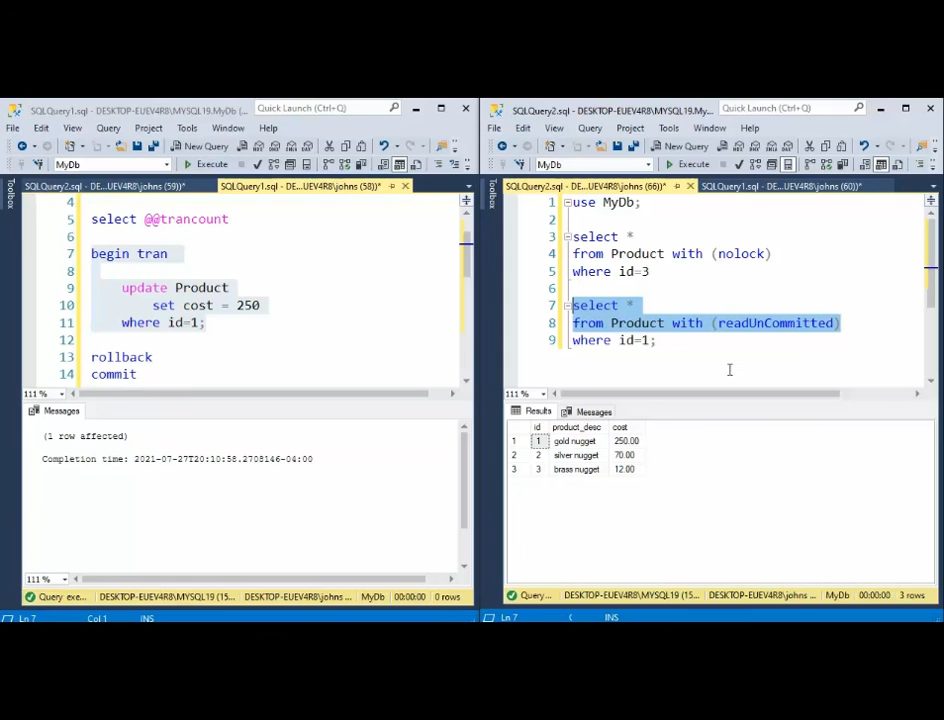 SQLQuery1.sql - DESKTOP-EUEV4R8\MYSQL19.MyDb (
Quick Launch (Ctrl+Q)
File Edit View Query Project Tools Window Help
New Query
MyDb
Execute
Toolbox
SQLQuery2.sql - DE...UEV4R8\johns (59))*
SQLQuery1.sql - DE...UEV4R8\johns (58))*
4
5 select @@trancount
6
7 begin tran
8
9 update Product
10 set cost = 250
11 where id=1;
12
13 rollback
14 commit
111 %
Messages
(1 row affected)
Completion time: 2021-07-27T20:10:58.2708146-04:00
111 %
Query exe... DESKTOP-EUEV4R8\MYSQL19 (15... DESKTOP-EUEV4R8\johns ... MyDb 00:00:00 0 rows
Ln 7 Col 1 INS
SQLQuery2.sql - DESKTOP-EUEV4R8\MYSQL19.My...
Quick Launch (Ctrl+Q)
File Edit View Query Project Tools Window Help
New Query
MyDb
Execute
Toolbox
SQLQuery2.sql - DE...UEV4R8\johns (66))*
SQLQuery1.sql - DE...UEV4R8\johns (60))*
1 use MyDb;
2
3 select *
4 from Product with (nolock)
5 where id=3
6
7 select *
8 from Product with (readUnCommitted)
9 where id=1;
111 %
Results Messages
id product_desc cost
1 1 gold nugget 250.00
2 2 silver nugget 70.00
3 3 brass nugget 12.00
Query... DESKTOP-EUEV4R8\MYSQL19 (15... DESKTOP-EUEV4R8\johns ... MyDb 00:00:00 3 rows
Ln 7 INS